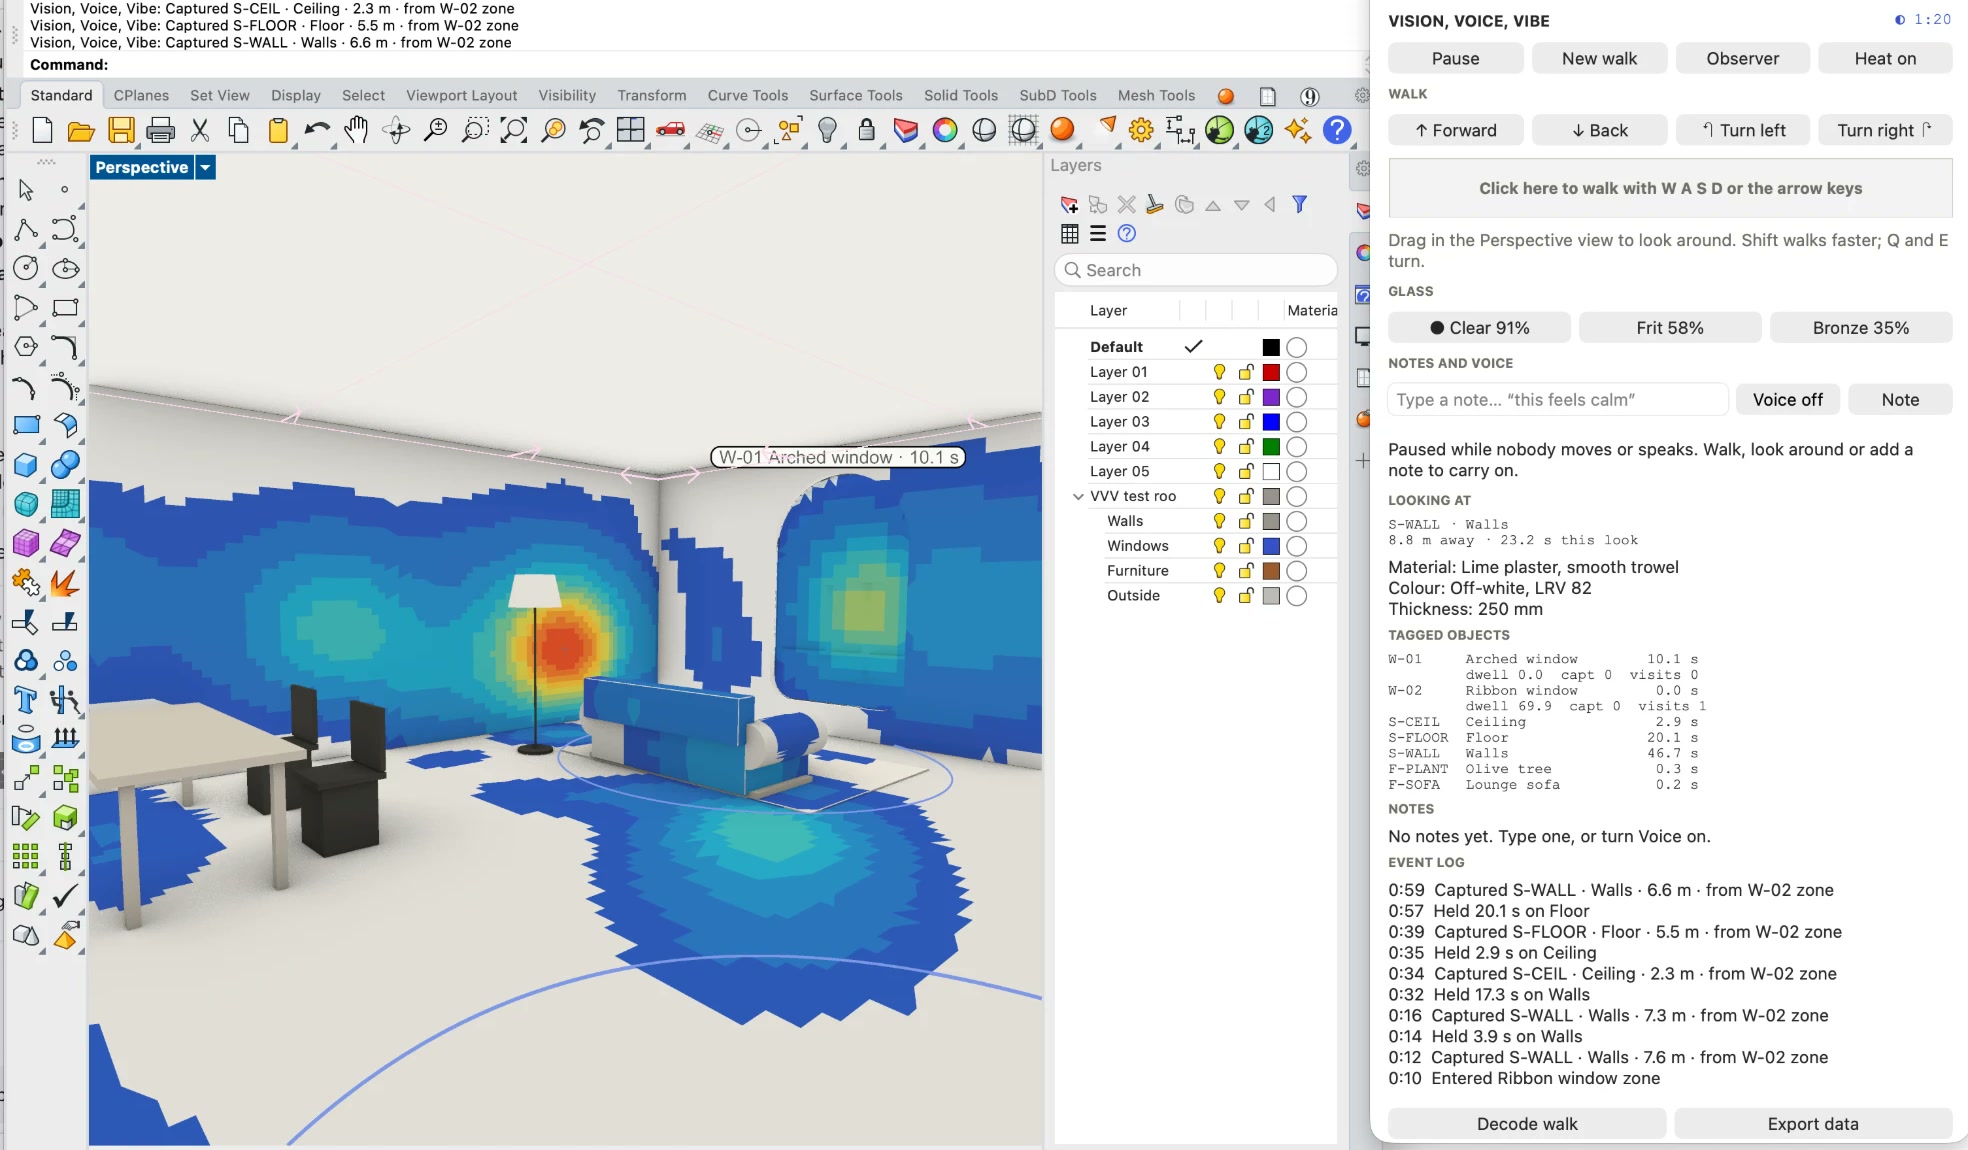 Vision, Voice, Vibe: Captured S-CEIL · Ceiling · 2.3 m · from W-02 zone
Vision, Voice, Vibe: Captured S-FLOOR · Floor · 5.5 m · from W-02 zone
Vision, Voice, Vibe: Captured S-WALL · Walls · 6.6 m · from W-02 zone
Command:
Standard CPlanes Set View Display Select Viewport Layout Visibility Transform Curve Tools Surface Tools Solid Tools SubD Tools Mesh Tools
Perspective
W-01 Arched window · 10.1 s
Layers
Search
Layer Materia
Default
Layer 01
Layer 02
Layer 03
Layer 04
Layer 05
VVV test roo
Walls
Windows
Furniture
Outside
VISION, VOICE, VIBE 1:20
Pause New walk Observer Heat on
WALK
↑ Forward ↓ Back ↰ Turn left Turn right ↱
Click here to walk with W A S D or the arrow keys
Drag in the Perspective view to look around. Shift walks faster; Q and E
turn.
GLASS
● Clear 91% Frit 58% Bronze 35%
NOTES AND VOICE
Type a note... “this feels calm” Voice off Note
Paused while nobody moves or speaks. Walk, look around or add a
note to carry on.
LOOKING AT
S-WALL · Walls
8.8 m away · 23.2 s this look
Material: Lime plaster, smooth trowel
Colour: Off-white, LRV 82
Thickness: 250 mm
TAGGED OBJECTS
W-01 Arched window 10.1 s
dwell 0.0 capt 0 visits 0
W-02 Ribbon window 0.0 s
dwell 69.9 capt 0 visits 1
S-CEIL Ceiling 2.9 s
S-FLOOR Floor 20.1 s
S-WALL Walls 46.7 s
F-PLANT Olive tree 0.3 s
F-SOFA Lounge sofa 0.2 s
NOTES
No notes yet. Type one, or turn Voice on.
EVENT LOG
0:59 Captured S-WALL · Walls · 6.6 m · from W-02 zone
0:57 Held 20.1 s on Floor
0:39 Captured S-FLOOR · Floor · 5.5 m · from W-02 zone
0:35 Held 2.9 s on Ceiling
0:34 Captured S-CEIL · Ceiling · 2.3 m · from W-02 zone
0:32 Held 17.3 s on Walls
0:16 Captured S-WALL · Walls · 7.3 m · from W-02 zone
0:14 Held 3.9 s on Walls
0:12 Captured S-WALL · Walls · 7.6 m · from W-02 zone
0:10 Entered Ribbon window zone
Decode walk Export data